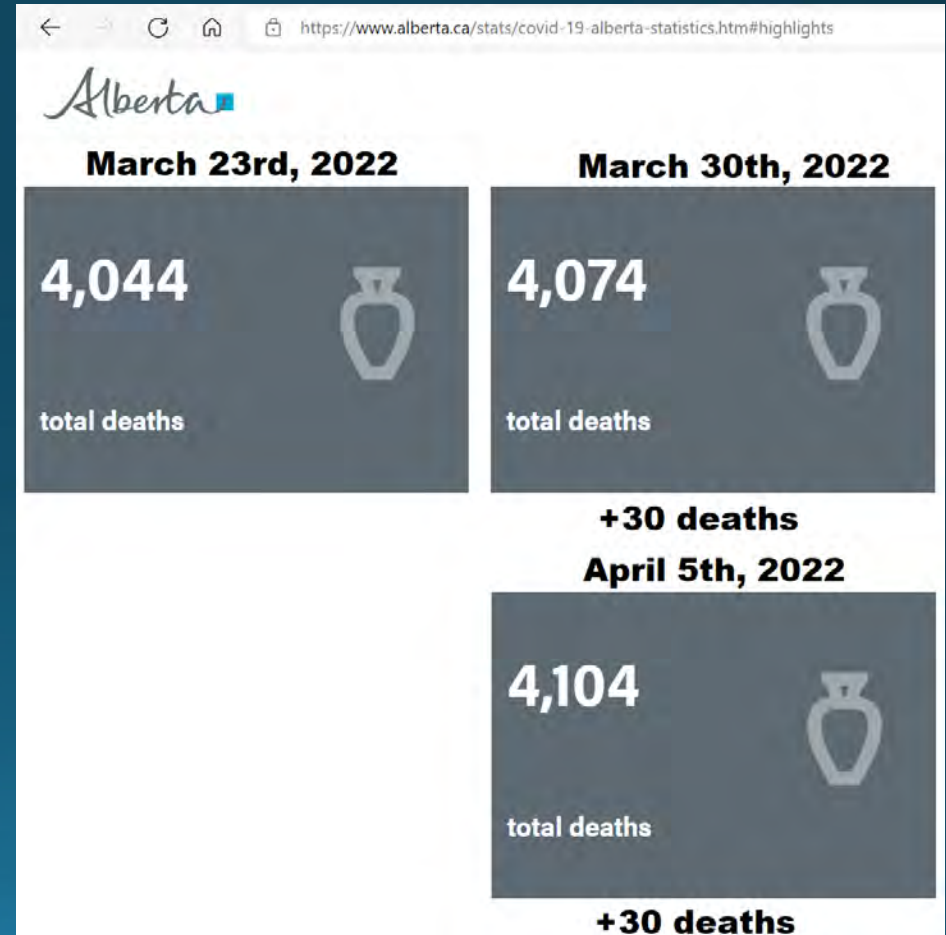 https://www.alberta.ca/stats/covid-19-alberta-statistics.htm#highlights
Alberta
March 23rd, 2022
March 30th, 2022
4,044
4,074
total deaths
total deaths
+30 deaths
April 5th, 2022
4,104
total deaths
+30 deaths